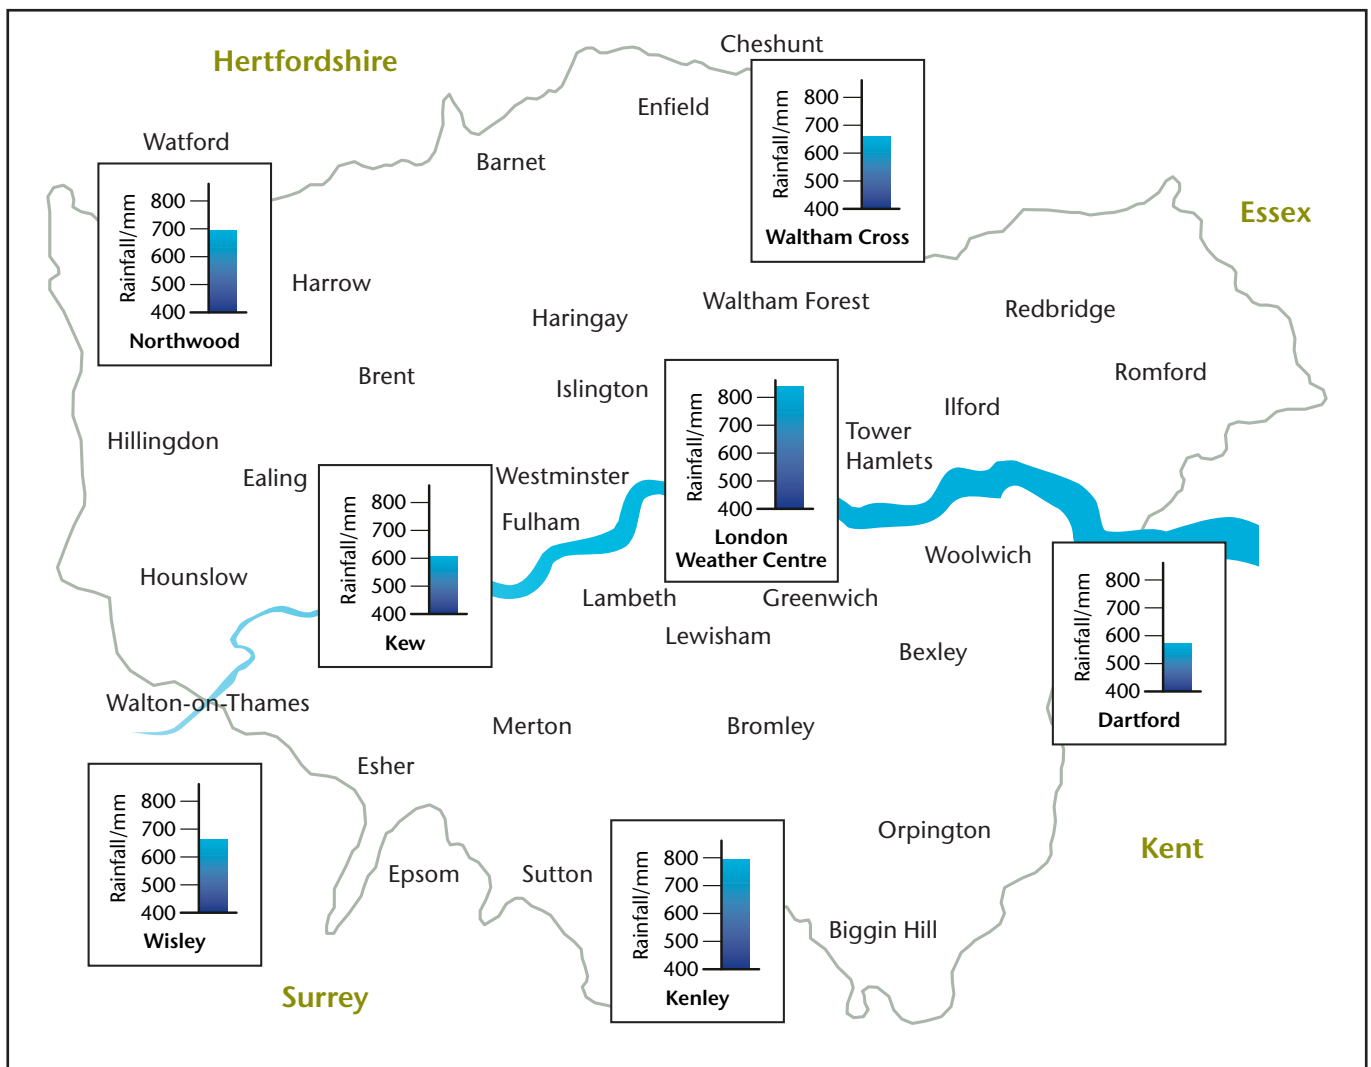 Cheshunt
Hertfordshire
Enfield
Watford
Barnet
Rainfall/mm
800
700
600
500
400
Waltham Cross
Essex
Rainfall/mm
800
700
600
500
400
Northwood
Harrow
Haringay
Waltham Forest
Redbridge
Brent
Islington
Romford
Ilford
Rainfall/mm
800
700
600
500
400
London
Weather Centre
Tower
Hamlets
Hillingdon
Ealing
Westminster
Fulham
Rainfall/mm
800
700
600
500
400
Kew
Hounslow
Woolwich
Lambeth
Greenwich
Lewisham
Bexley
Rainfall/mm
800
700
600
500
400
Dartford
Walton-on-Thames
Merton
Bromley
Esher
Rainfall/mm
800
700
600
500
400
Wisley
Epsom
Sutton
Rainfall/mm
800
700
600
500
400
Kenley
Orpington
Kent
Biggin Hill
Surrey